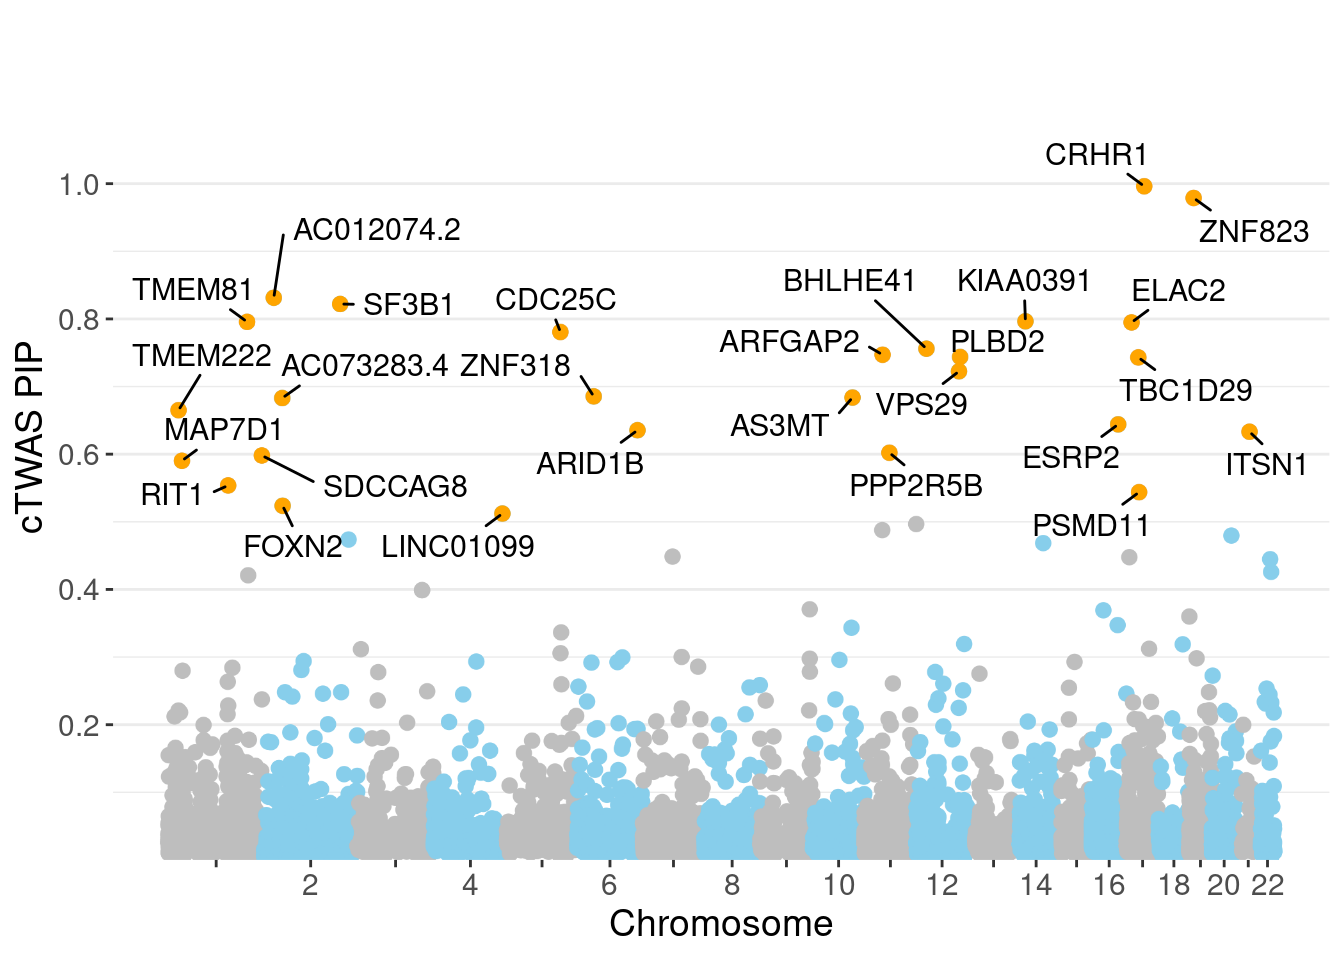 CRHR1
1.0
ZNF823
AC012074.2
TMEM81
SF3B1
CDC25C
BHLHE41
KIAA0391
ELAC2
0.8
ARFGAP2
PLBD2
TMEM222
AC073283.4
ZNF318
TBC1D29
VPS29
AS3MT
MAP7D1
ESRP2
ITSN1
0.6
ARID1B
RIT1
SDCCAG8
PPP2R5B
PSMD11
FOXN2
LINC01099
0.4
0.2
cTWAS PIP
2 4 6 8 10 12 14 16 18 20 22
Chromosome